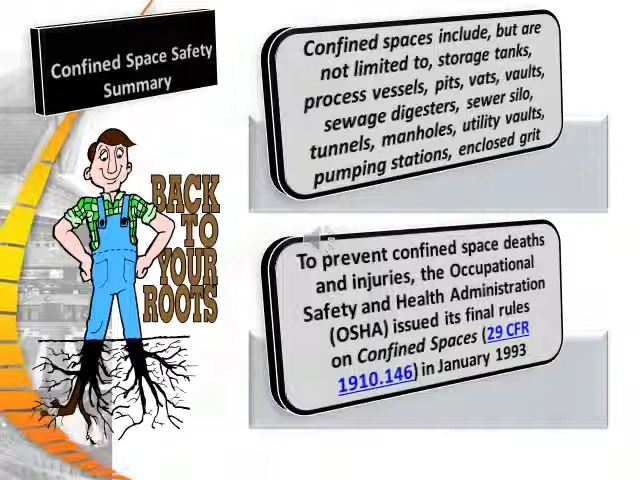 Confined Space Safety
Summary
Confined spaces include, but are
not limited to, storage tanks,
process vessels, pits, vats, vaults,
sewage digesters, sewer silo,
tunnels, manholes, utility vaults,
pumping stations, enclosed grit
BACK
TO
YOUR
ROOTS
To prevent confined space deaths
and injuries, the Occupational
Safety and Health Administration
(OSHA) issued its final rules
on Confined Spaces (29 CFR
1910.146) in January 1993